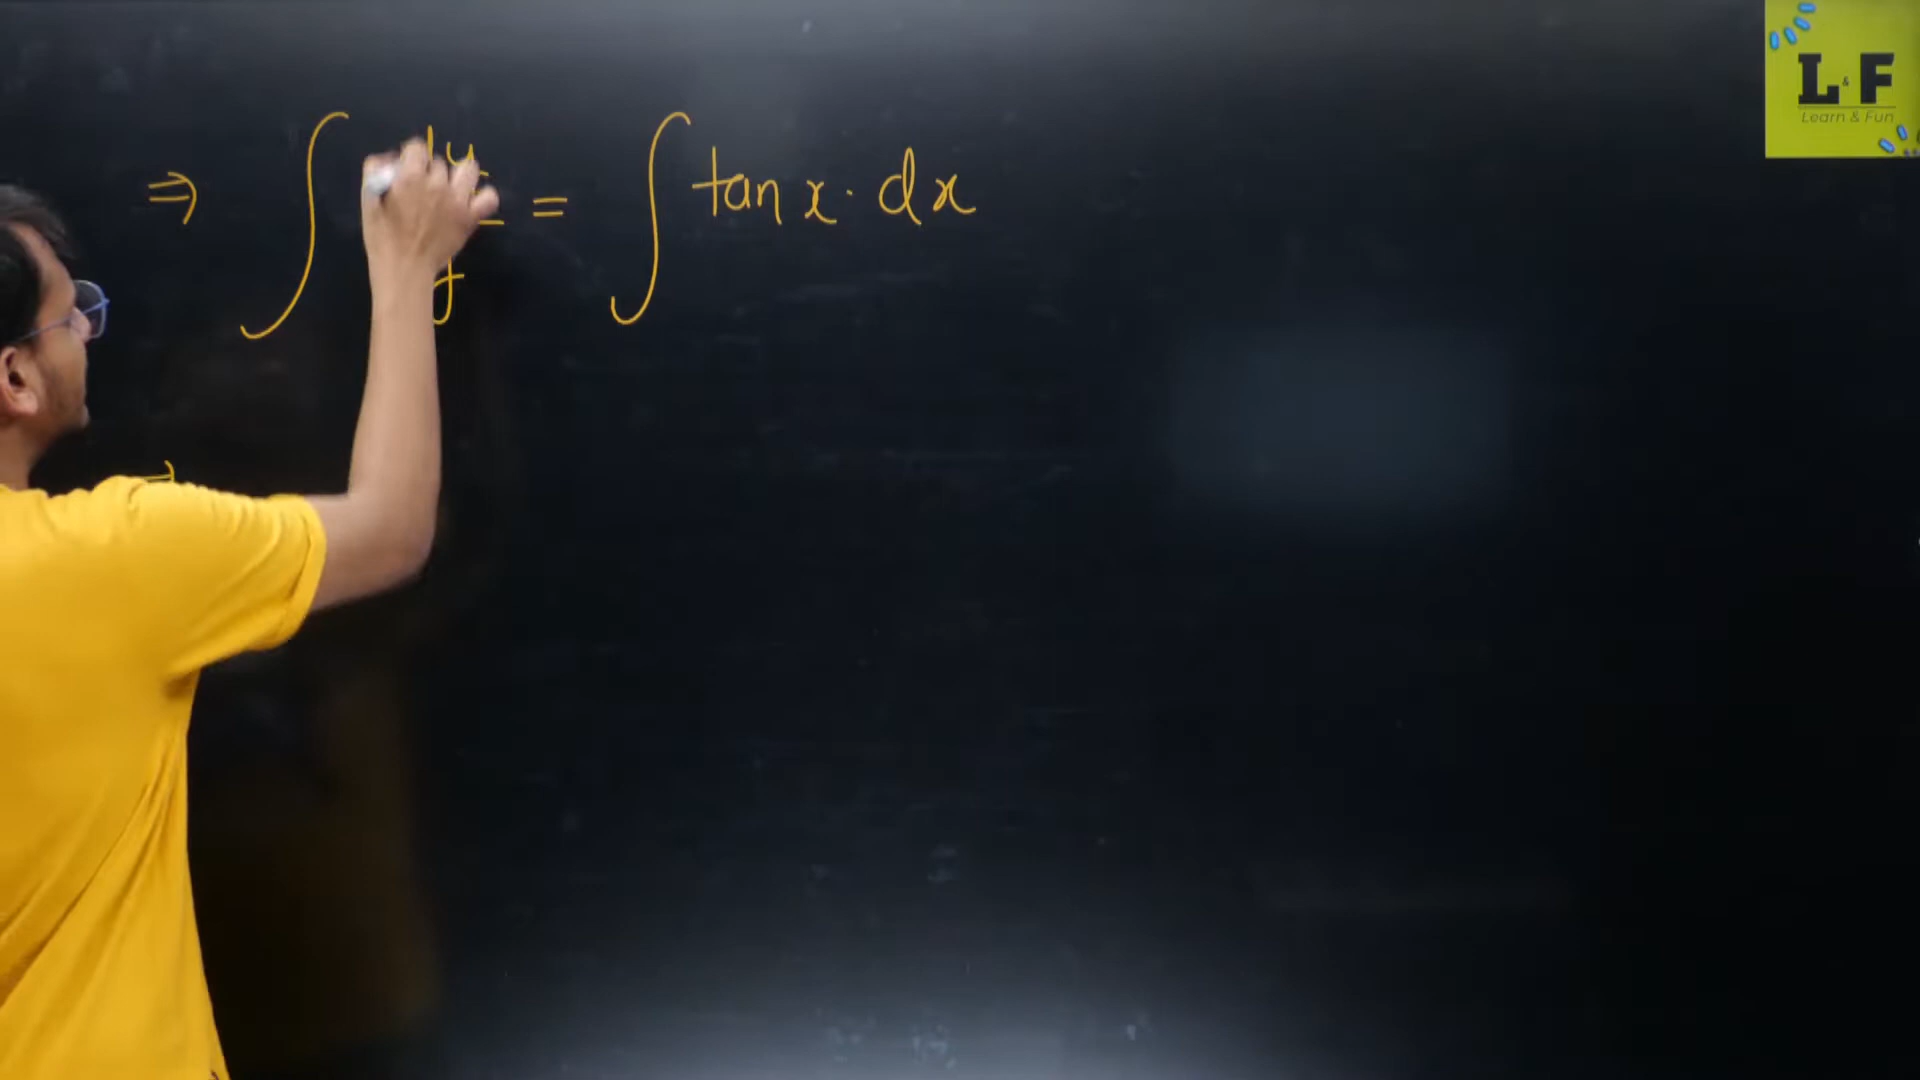 ⇒ ∫ dy/y = ∫ tan x · dx
⇒
L & F
Learn & Fun